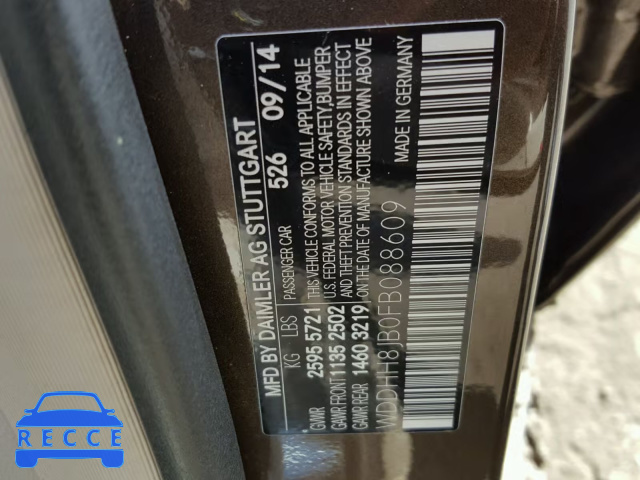 MFD BY DAIMLER AG STUTTGART
526 09/14
KG LBS PASSENGER CAR
GVWR 2595 5721 THIS VEHICLE CONFORMS TO ALL APPLICABLE
GAWR FRONT 1135 2502 U.S. FEDERAL MOTOR VEHICLE SAFETY, BUMPER
GAWR REAR 1460 3219 THEFT PREVENTION STANDARDS IN EFFECT
ON THE DATE OF MANUFACTURE SHOWN ABOVE
WDDHH8JB0FB088609 MADE IN GERMANY
RECCE